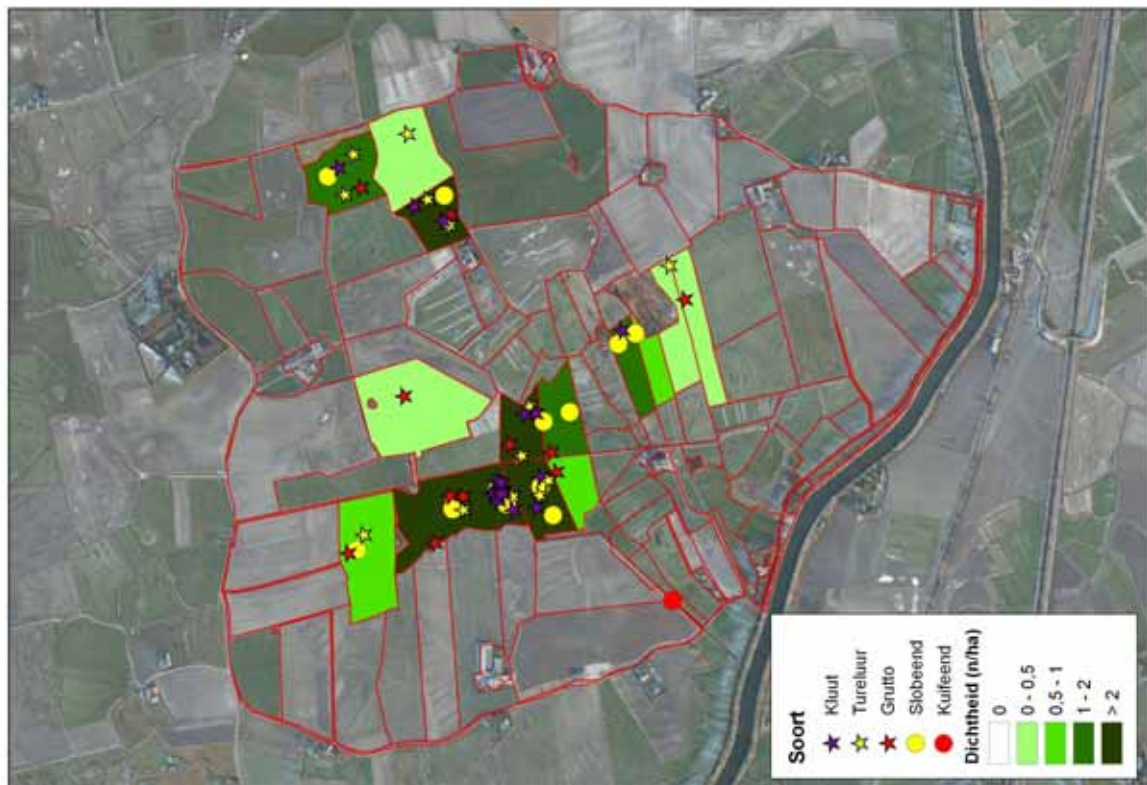 Soort
Kluut
Tureluur
Grutto
Slobeend
Kuifeend
Dichtheid (n/ha)
0
0 - 0,5
0,5 - 1
1 - 2
> 2